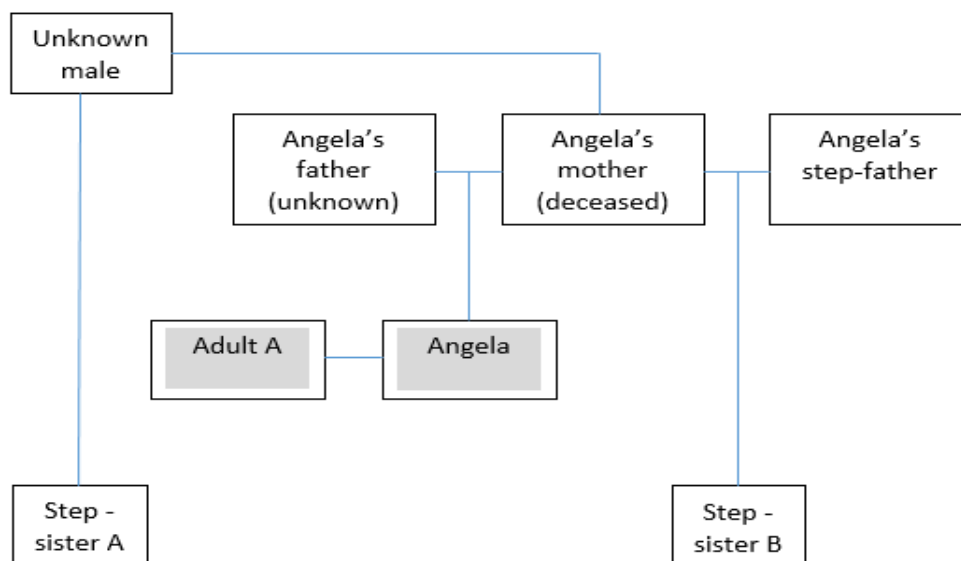 Unknown
male
Angela’s
father
(unknown)
Angela’s
mother
(deceased)
Angela’s
step-father
Adult A
Angela
Step -
sister A
Step -
sister B